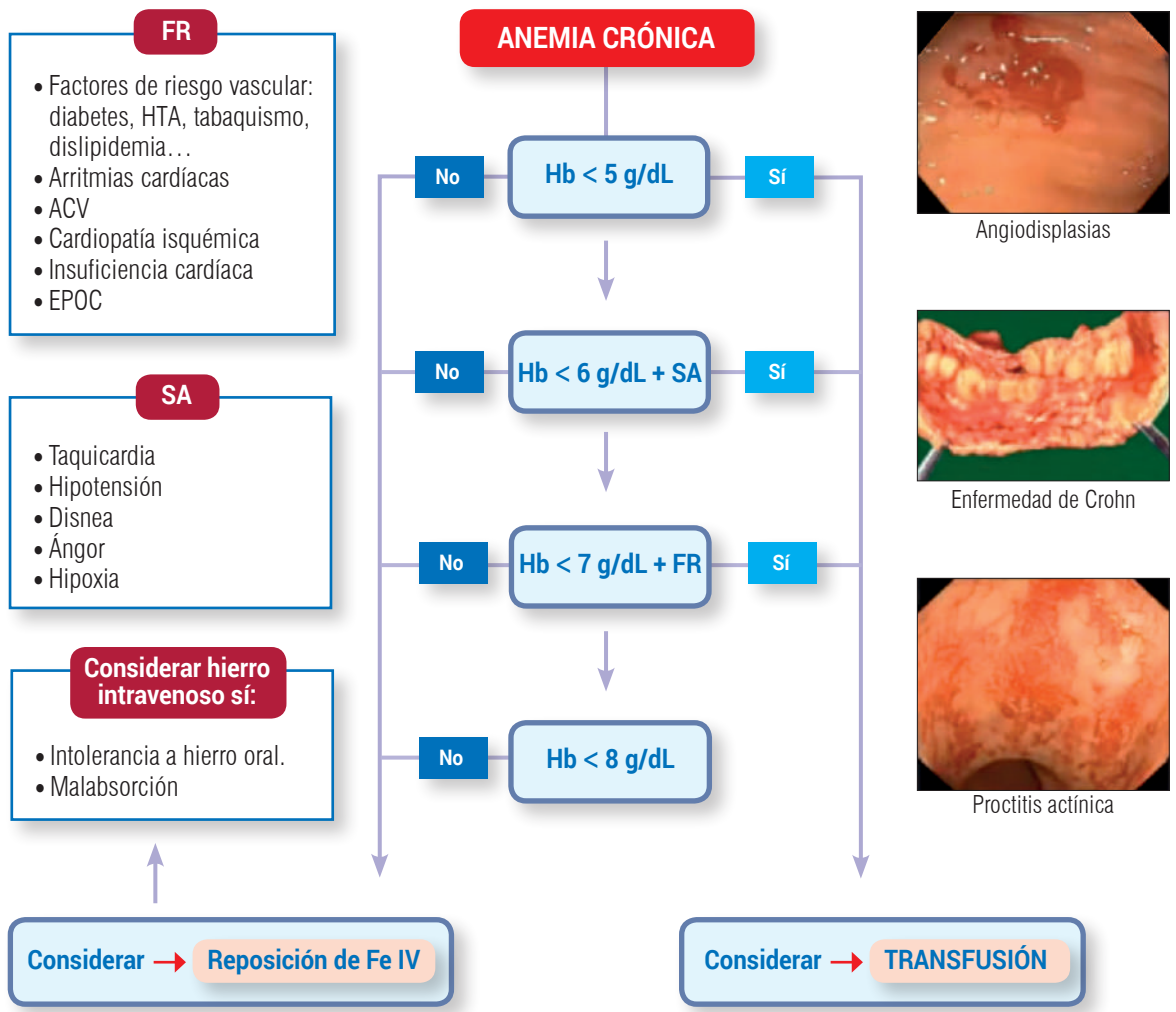 FR
• Factores de riesgo vascular:
diabetes, HTA, tabaquismo,
dislipidemia…
• Arritmias cardíacas
• ACV
• Cardiopatía isquémica
• Insuficiencia cardíaca
• EPOC
SA
• Taquicardia
• Hipotensión
• Disnea
• Ángor
• Hipoxia
Considerar hierro
intravenoso sí:
• Intolerancia a hierro oral.
• Malabsorción
Considerar → Reposición de Fe IV
ANEMIA CRÓNICA
No
Hb < 5 g/dL
Sí
No
Hb < 6 g/dL + SA
Sí
No
Hb < 7 g/dL + FR
Sí
No
Hb < 8 g/dL
Considerar → TRANSFUSIÓN
Angiodisplasias
Enfermedad de Crohn
Proctitis actínica